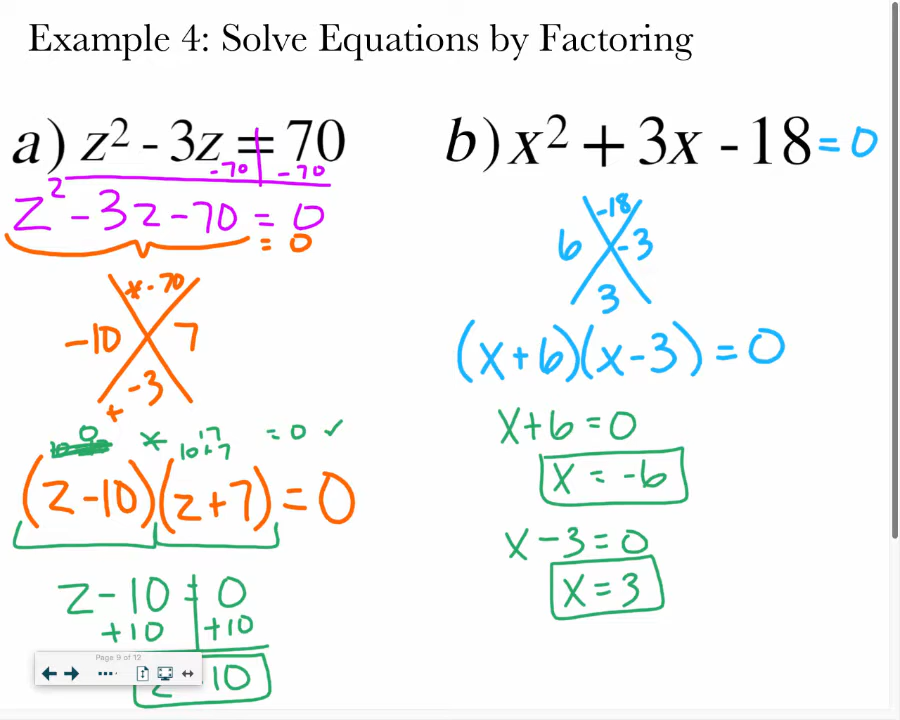 Example 4: Solve Equations by Factoring
a) z² - 3z = 70
-70 -70
z² - 3z - 70 = 0
= 0
* -70
-10 7
-3
+
0 * 17 = 0 ✓
10+7
(z - 10)(z + 7) = 0
z - 10 = 0
+10 +10
10
Page 9 of 12
b) x² + 3x - 18 = 0
-18
6 -3
3
(x + 6)(x - 3) = 0
x + 6 = 0
x = -6
x - 3 = 0
x = 3